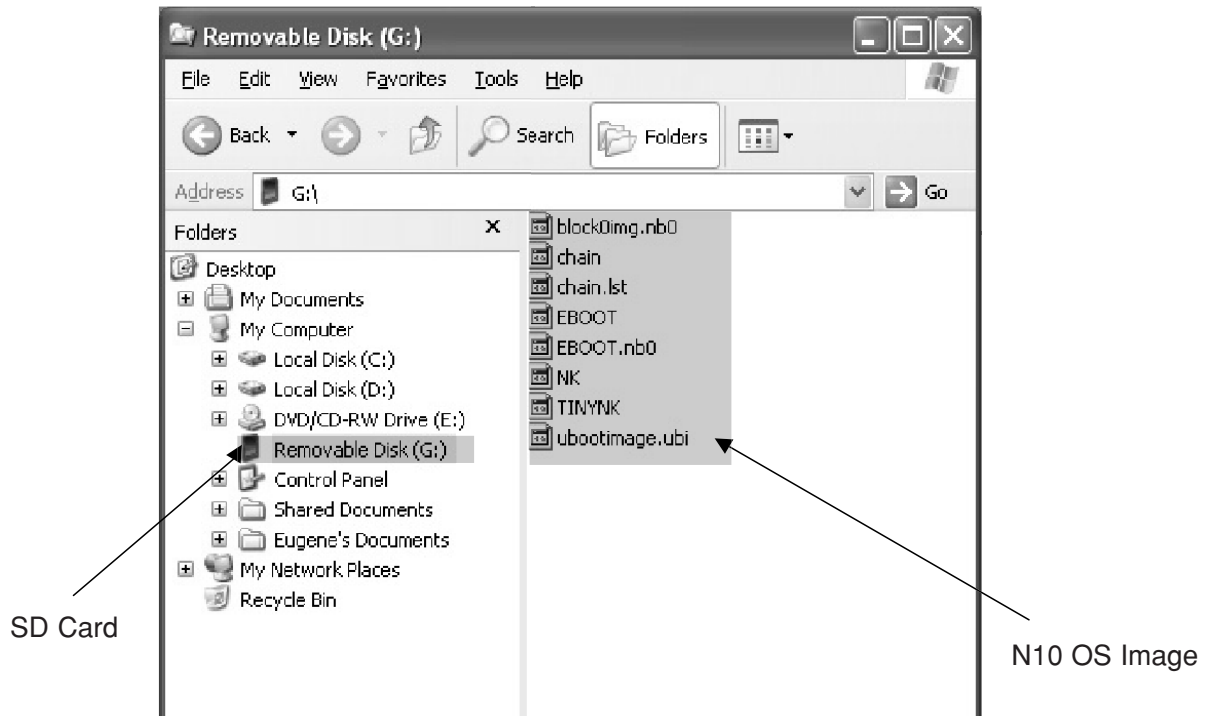 Removable Disk (G:)
File Edit View Favorites Tools Help
Back Search Folders
Address G:\ Go
Folders x
Desktop
My Documents
My Computer
Local Disk (C:)
Local Disk (D:)
DVD/CD-RW Drive (E:)
Removable Disk (G:)
Control Panel
Shared Documents
Eugene's Documents
My Network Places
Recycle Bin
block0img.nb0
chain
chain.lst
EBOOT
EBOOT.nb0
NK
TINYNK
ubootimage.ubi
SD Card
N10 OS Image